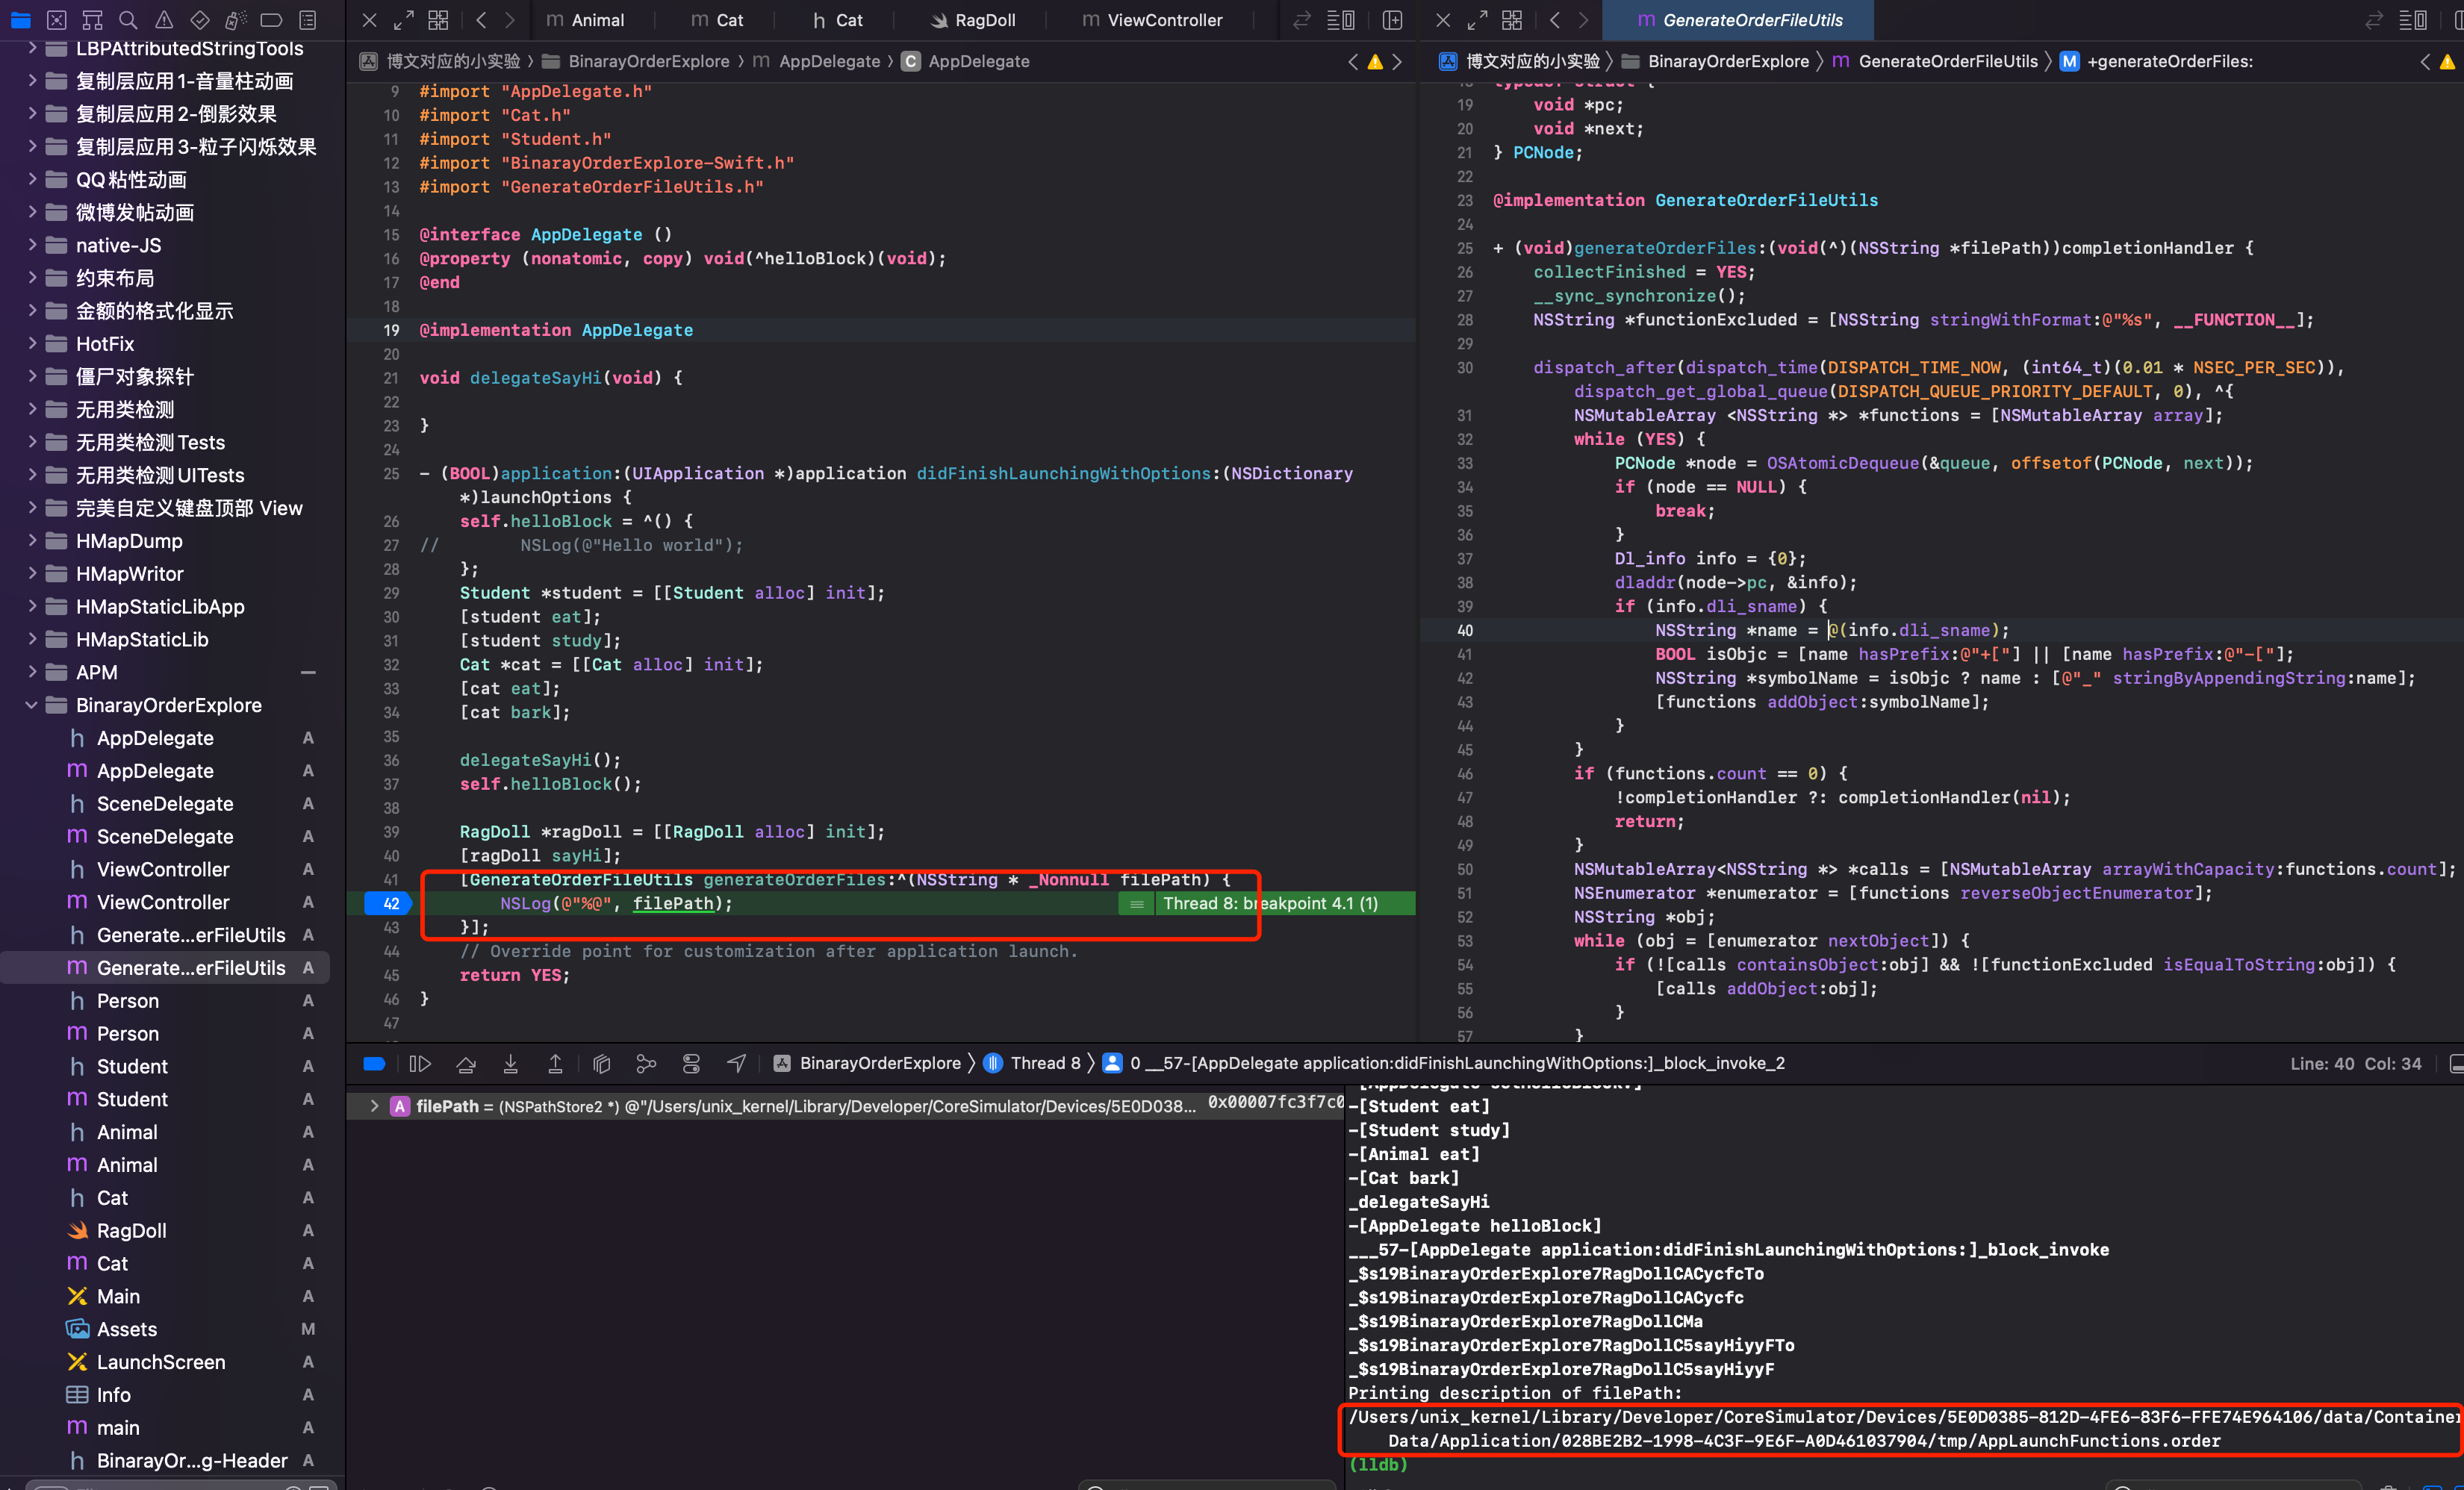 LBPAttributedStringTools
复制层应用1-音量柱动画
复制层应用2-倒影效果
复制层应用3-粒子闪烁效果
QQ粘性动画
微博发帖动画
native-JS
约束布局
金额的格式化显示
HotFix
僵尸对象探针
无用类检测
无用类检测Tests
无用类检测UITests
完美自定义键盘顶部 View
HMapDump
HMapWritor
HMapStaticLibApp
HMapStaticLib
APM
BinarayOrderExplore
h AppDelegate A
m AppDelegate A
h SceneDelegate A
m SceneDelegate A
h ViewController A
m ViewController A
h Generate...erFileUtils A
m Generate...erFileUtils A
h Person A
m Person A
h Student A
m Student A
h Animal A
m Animal A
h Cat A
RagDoll A
m Cat A
Main A
Assets M
LaunchScreen A
Info A
m main A
h BinarayOr...g-Header A
m Animal m Cat h Cat RagDoll m ViewController
博文对应的小实验 〉 BinarayOrderExplore 〉 m AppDelegate 〉 C AppDelegate
9 #import "AppDelegate.h"
10 #import "Cat.h"
11 #import "Student.h"
12 #import "BinarayOrderExplore-Swift.h"
13 #import "GenerateOrderFileUtils.h"
14
15 @interface AppDelegate ()
16 @property (nonatomic, copy) void(^helloBlock)(void);
17 @end
18
19 @implementation AppDelegate
20
21 void delegateSayHi(void) {
22
23 }
24
25 - (BOOL)application:(UIApplication *)application didFinishLaunchingWithOptions:(NSDictionary
*)launchOptions {
26 self.helloBlock = ^() {
27 // NSLog(@"Hello world");
28 };
29 Student *student = [[Student alloc] init];
30 [student eat];
31 [student study];
32 Cat *cat = [[Cat alloc] init];
33 [cat eat];
34 [cat bark];
35
36 delegateSayHi();
37 self.helloBlock();
38
39 RagDoll *ragDoll = [[RagDoll alloc] init];
40 [ragDoll sayHi];
41 [GenerateOrderFileUtils generateOrderFiles:^(NSString * _Nonnull filePath) {
42 NSLog(@"%@", filePath); Thread 8: breakpoint 4.1 (1)
43 }];
44 // Override point for customization after application launch.
45 return YES;
46 }
47
m GenerateOrderFileUtils
博文对应的小实验 〉 BinarayOrderExplore 〉 m GenerateOrderFileUtils 〉 M +generateOrderFiles:
18 typedef struct {
19 void *pc;
20 void *next;
21 } PCNode;
22
23 @implementation GenerateOrderFileUtils
24
25 + (void)generateOrderFiles:(void(^)(NSString *filePath))completionHandler {
26 collectFinished = YES;
27 __sync_synchronize();
28 NSString *functionExcluded = [NSString stringWithFormat:@"%s", __FUNCTION__];
29
30 dispatch_after(dispatch_time(DISPATCH_TIME_NOW, (int64_t)(0.01 * NSEC_PER_SEC)),
dispatch_get_global_queue(DISPATCH_QUEUE_PRIORITY_DEFAULT, 0), ^{
31 NSMutableArray <NSString *> *functions = [NSMutableArray array];
32 while (YES) {
33 PCNode *node = OSAtomicDequeue(&queue, offsetof(PCNode, next));
34 if (node == NULL) {
35 break;
36 }
37 Dl_info info = {0};
38 dladdr(node->pc, &info);
39 if (info.dli_sname) {
40 NSString *name = @(info.dli_sname);
41 BOOL isObjc = [name hasPrefix:@"+["] || [name hasPrefix:@"-["];
42 NSString *symbolName = isObjc ? name : [@"_" stringByAppendingString:name];
43 [functions addObject:symbolName];
44 }
45 }
46 if (functions.count == 0) {
47 !completionHandler ?: completionHandler(nil);
48 return;
49 }
50 NSMutableArray<NSString *> *calls = [NSMutableArray arrayWithCapacity:functions.count];
51 NSEnumerator *enumerator = [functions reverseObjectEnumerator];
52 NSString *obj;
53 while (obj = [enumerator nextObject]) {
54 if (![calls containsObject:obj] && ![functionExcluded isEqualToString:obj]) {
55 [calls addObject:obj];
56 }
57 }
BinarayOrderExplore 〉 Thread 8 〉 0 __57-[AppDelegate application:didFinishLaunchingWithOptions:]_block_invoke_2
Line: 40 Col: 34
A filePath = (NSPathStore2 *) @"/Users/unix_kernel/Library/Developer/CoreSimulator/Devices/5E0D038... 0x00007fc3f7c0
-[AppDelegate setHelloBlock:]
-[Student eat]
-[Student study]
-[Animal eat]
-[Cat bark]
_delegateSayHi
-[AppDelegate helloBlock]
___57-[AppDelegate application:didFinishLaunchingWithOptions:]_block_invoke
_$s19BinarayOrderExplore7RagDollCACycfcTo
_$s19BinarayOrderExplore7RagDollCACycfc
_$s19BinarayOrderExplore7RagDollCMa
_$s19BinarayOrderExplore7RagDollC5sayHiyyFTo
_$s19BinarayOrderExplore7RagDollC5sayHiyyF
Printing description of filePath:
/Users/unix_kernel/Library/Developer/CoreSimulator/Devices/5E0D0385-812D-4FE6-83F6-FFE74E964106/data/Container
Data/Application/028BE2B2-1998-4C3F-9E6F-A0D461037904/tmp/AppLaunchFunctions.order
(lldb)